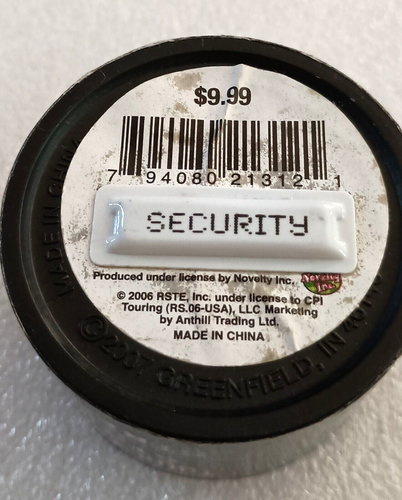 $9.99
7 94080 21312 1
SECURITY
Produced under license by Novelty Inc.
Novelty Inc.
© 2006 RSTE, Inc. under license to CPI
Touring (RS.06-USA), LLC Marketing
by Anthill Trading Ltd.
MADE IN CHINA
MADE IN CHINA
© 2007 GREENFIELD, IN